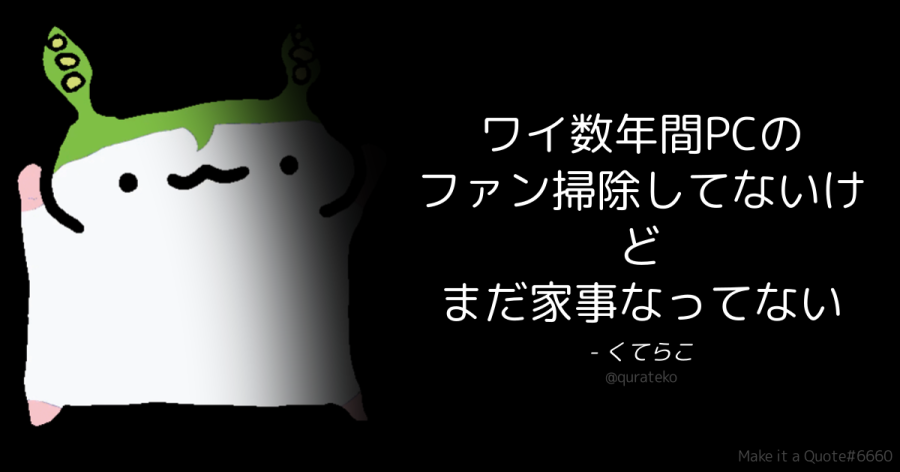 ワイ数年間PCの
ファン掃除してないけ
ど
まだ家事なってない
- くてらこ
@qurateko
Make it a Quote#6660